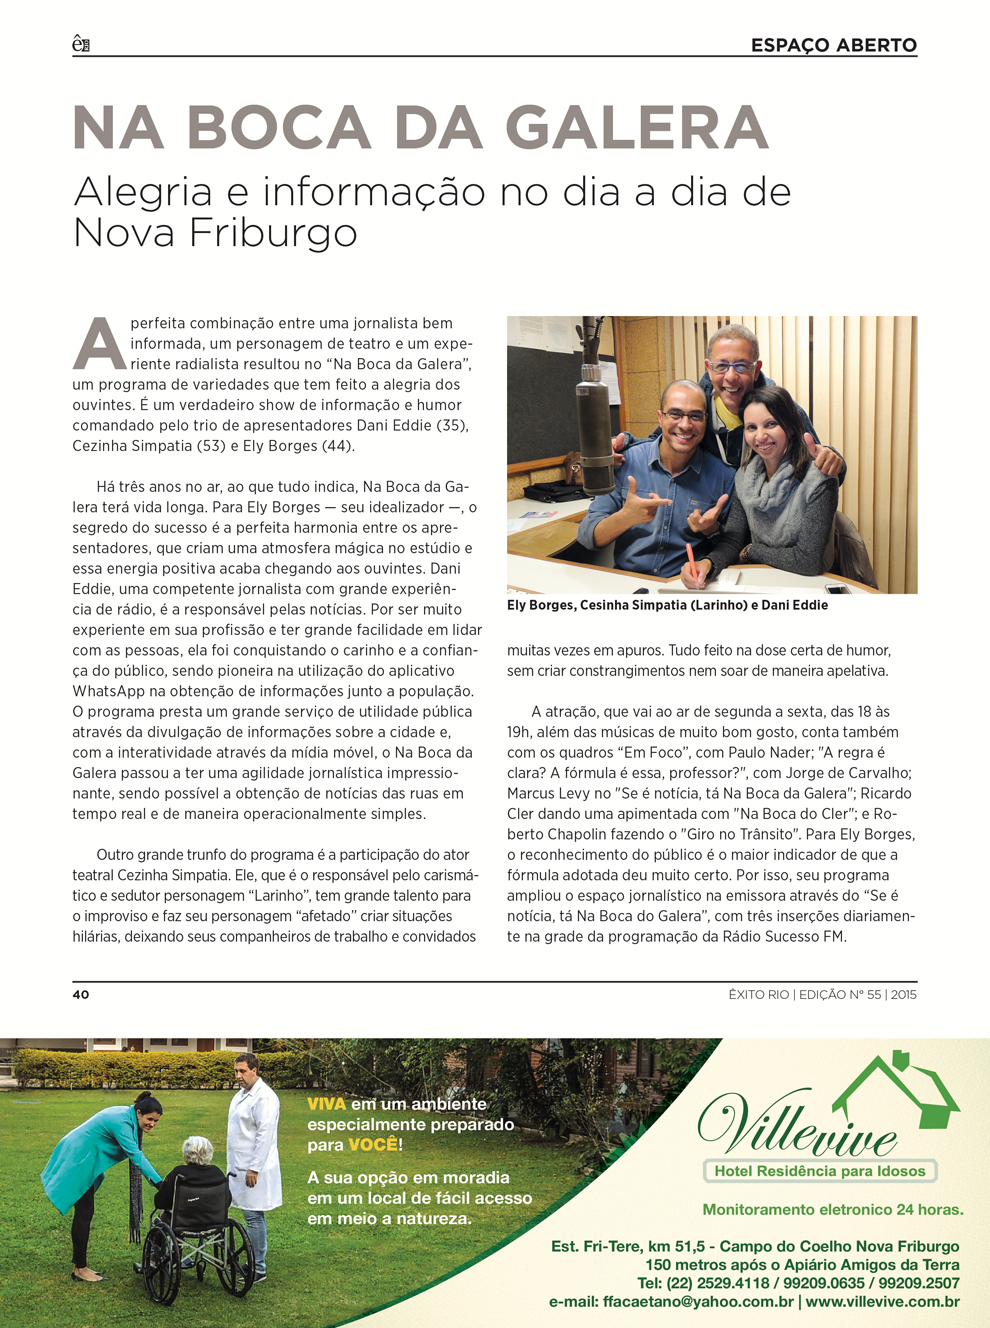 ê
ESPAÇO ABERTO
NA BOCA DA GALERA
Alegria e informação no dia a dia de
Nova Friburgo
A perfeita combinação entre uma jornalista bem
informada, um personagem de teatro e um expe-
riente radialista resultou no “Na Boca da Galera”,
um programa de variedades que tem feito a alegria dos
ouvintes. É um verdadeiro show de informação e humor
comandado pelo trio de apresentadores Dani Eddie (35),
Cezinha Simpatia (53) e Ely Borges (44).
Há três anos no ar, ao que tudo indica, Na Boca da Ga-
lera terá vida longa. Para Ely Borges — seu idealizador —, o
segredo do sucesso é a perfeita harmonia entre os apre-
sentadores, que criam uma atmosfera mágica no estúdio e
essa energia positiva acaba chegando aos ouvintes. Dani
Eddie, uma competente jornalista com grande experiên-
cia de rádio, é a responsável pelas notícias. Por ser muito
experiente em sua profissão e ter grande facilidade em lidar
com as pessoas, ela foi conquistando o carinho e a confian-
ça do público, sendo pioneira na utilização do aplicativo
WhatsApp na obtenção de informações junto a população.
O programa presta um grande serviço de utilidade pública
através da divulgação de informações sobre a cidade e,
com a interatividade através da mídia móvel, o Na Boca da
Galera passou a ter uma agilidade jornalística impressio-
nante, sendo possível a obtenção de notícias das ruas em
tempo real e de maneira operacionalmente simples.
Outro grande trunfo do programa é a participação do ator
teatral Cezinha Simpatia. Ele, que é o responsável pelo carismá-
tico e sedutor personagem “Larinho”, tem grande talento para
o improviso e faz seu personagem “afetado” criar situações
hilárias, deixando seus companheiros de trabalho e convidados
Ely Borges, Cesinha Simpatia (Larinho) e Dani Eddie
muitas vezes em apuros. Tudo feito na dose certa de humor,
sem criar constrangimentos nem soar de maneira apelativa.
A atração, que vai ao ar de segunda a sexta, das 18 às
19h, além das músicas de muito bom gosto, conta também
com os quadros “Em Foco”, com Paulo Nader; "A regra é
clara? A fórmula é essa, professor?", com Jorge de Carvalho;
Marcus Levy no "Se é notícia, tá Na Boca da Galera"; Ricardo
Cler dando uma apimentada com "Na Boca do Cler"; e Ro-
berto Chapolin fazendo o "Giro no Trânsito". Para Ely Borges,
o reconhecimento do público é o maior indicador de que a
fórmula adotada deu muito certo. Por isso, seu programa
ampliou o espaço jornalístico na emissora através do “Se é
notícia, tá Na Boca do Galera”, com três inserções diariamen-
te na grade da programação da Rádio Sucesso FM.
40
ÊXITO RIO | EDIÇÃO N° 55 | 2015
VIVA em um ambiente
especialmente preparado
para VOCÊ!
A sua opção em moradia
em um local de fácil acesso
em meio a natureza.
Villevive
Hotel Residência para Idosos
Monitoramento eletronico 24 horas.
Est. Fri-Tere, km 51,5 - Campo do Coelho Nova Friburgo
150 metros após o Apiário Amigos da Terra
Tel: (22) 2529.4118 / 99209.0635 / 99209.2507
e-mail: ffacaetano@yahoo.com.br | www.villevive.com.br